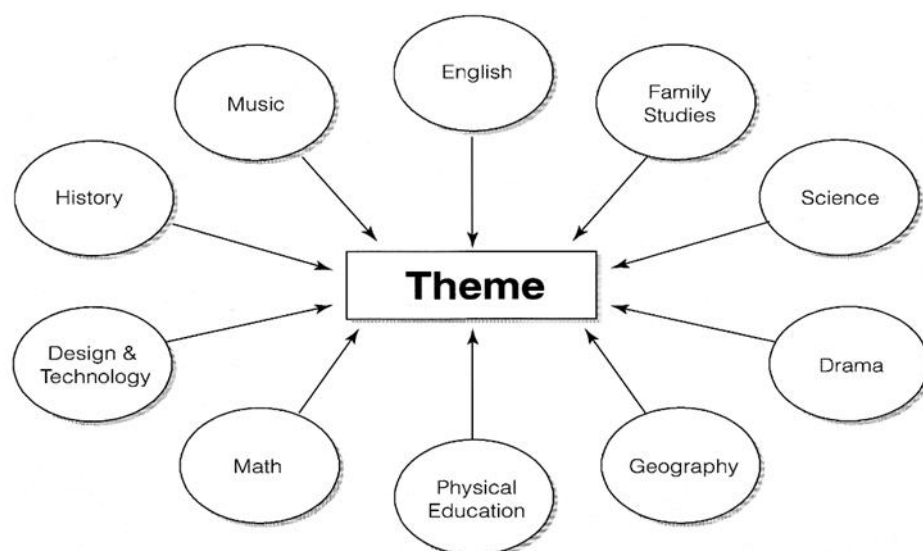 English
Music
Family
Studies
History
Science
Theme
Design &
Technology
Drama
Math
Physical
Education
Geography